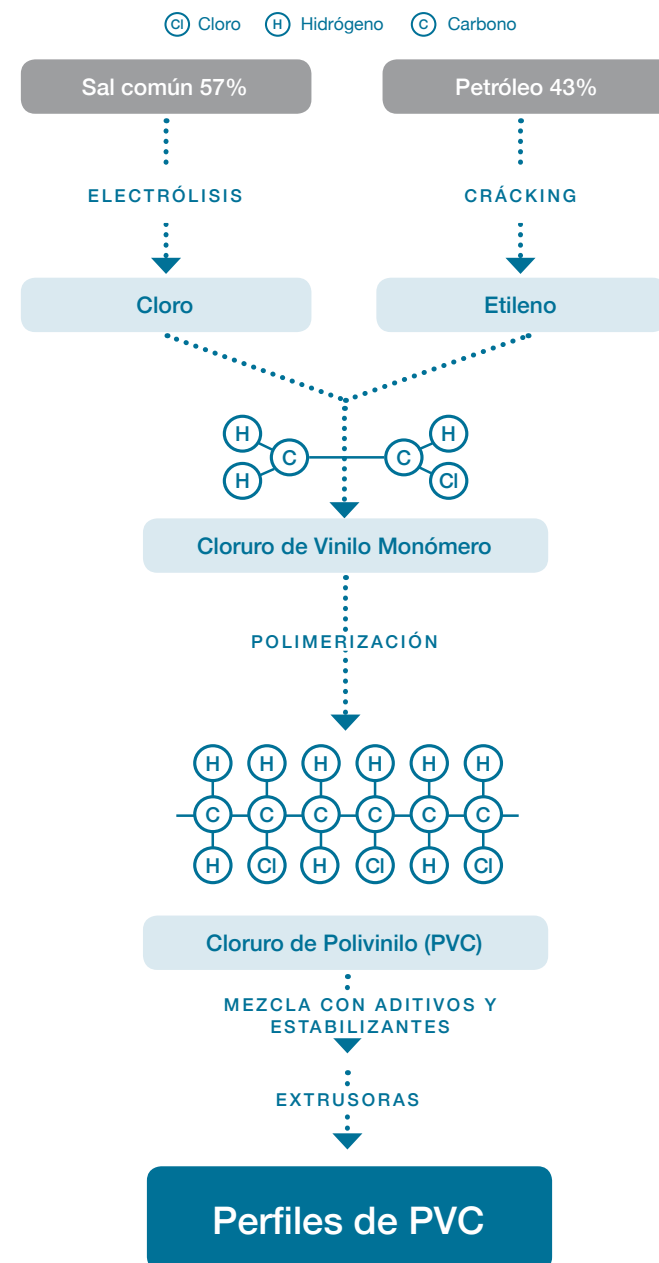 Cl Cloro H Hidrógeno C Carbono
Sal común 57% Petróleo 43%
ELECTRÓLISIS CRÁCKING
Cloro Etileno
H H
C C
H Cl
Cloruro de Vinilo Monómero
POLIMERIZACIÓN
H H H H H H
C C C C C C
H Cl H Cl H Cl
Cloruro de Polivinilo (PVC)
MEZCLA CON ADITIVOS Y
ESTABILIZANTES
EXTRUSORAS
Perfiles de PVC